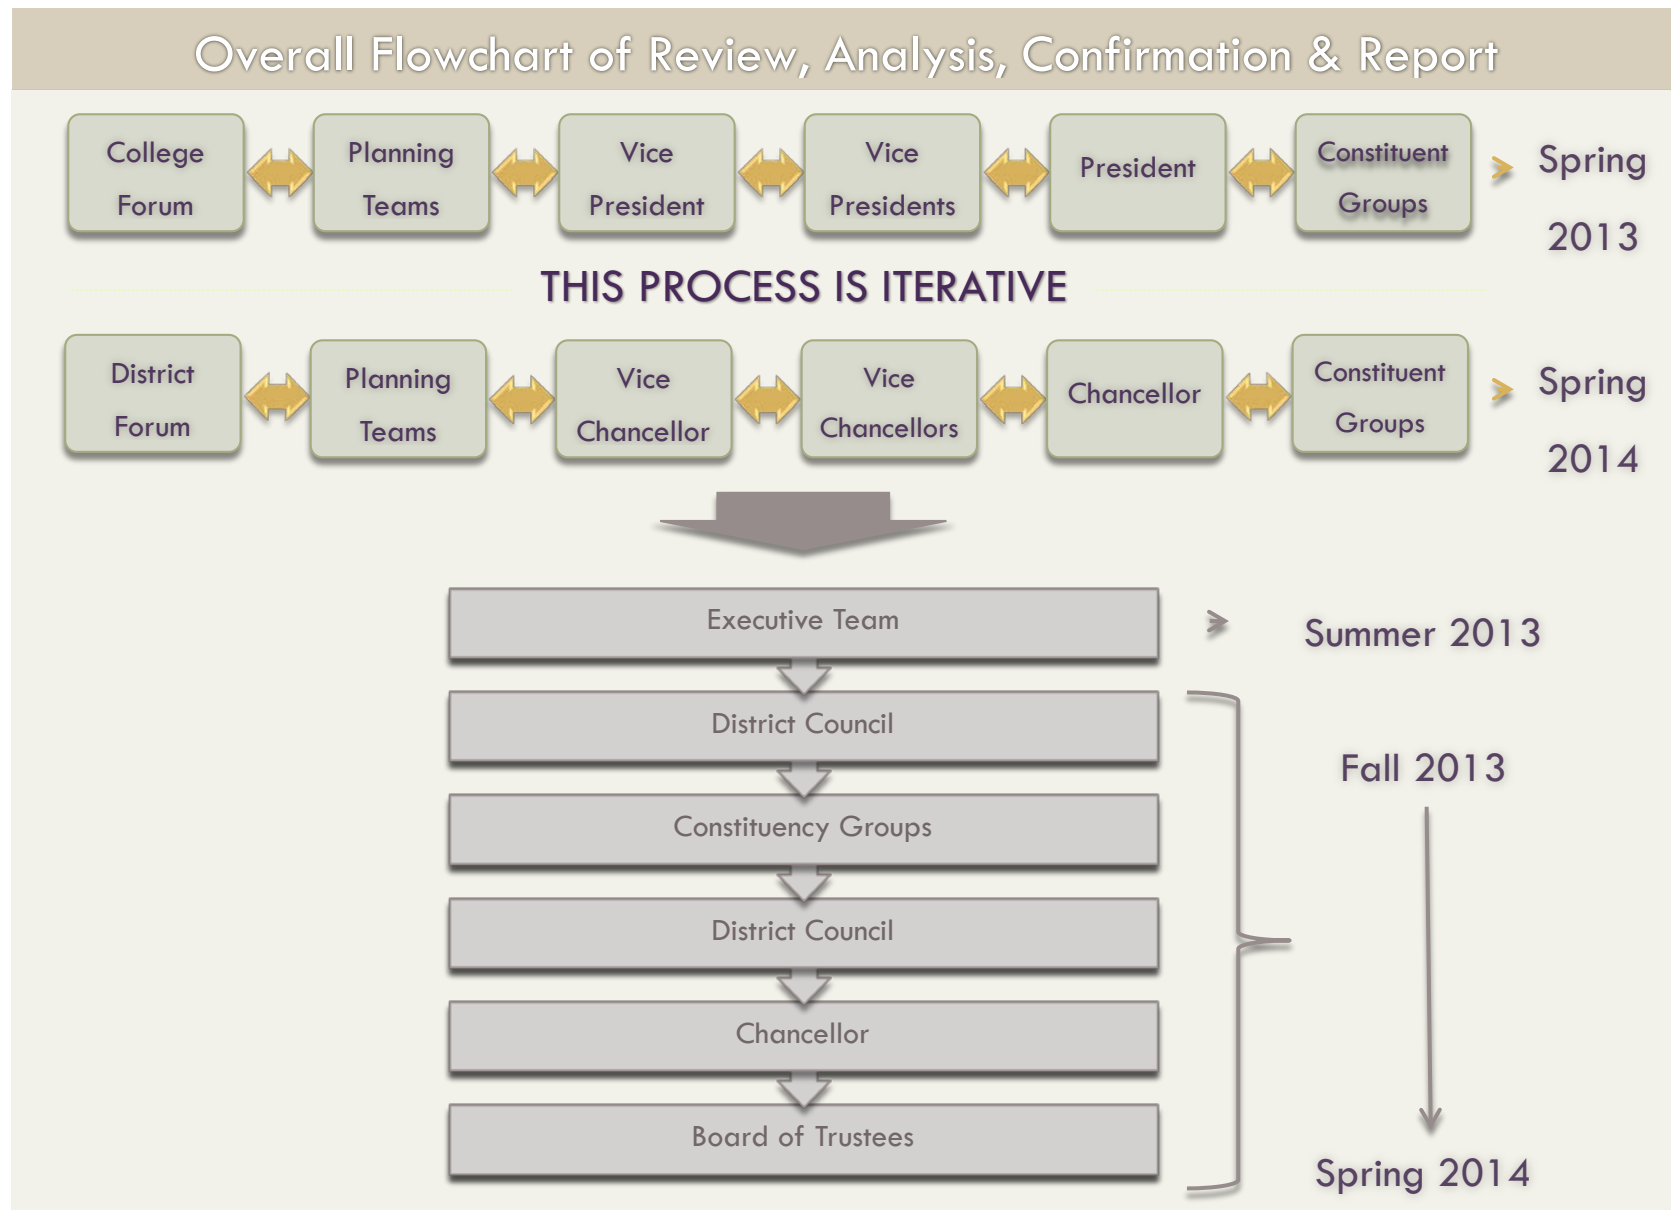 Overall Flowchart of Review, Analysis, Confirmation & Report
College
Forum
Planning
Teams
Vice
President
Vice
Presidents
President
Constituent
Groups
Spring
2013
THIS PROCESS IS ITERATIVE
District
Forum
Planning
Teams
Vice
Chancellor
Vice
Chancellors
Chancellor
Constituent
Groups
Spring
2014
Executive Team
Summer 2013
District Council
Fall 2013
Constituency Groups
District Council
Chancellor
Board of Trustees
Spring 2014